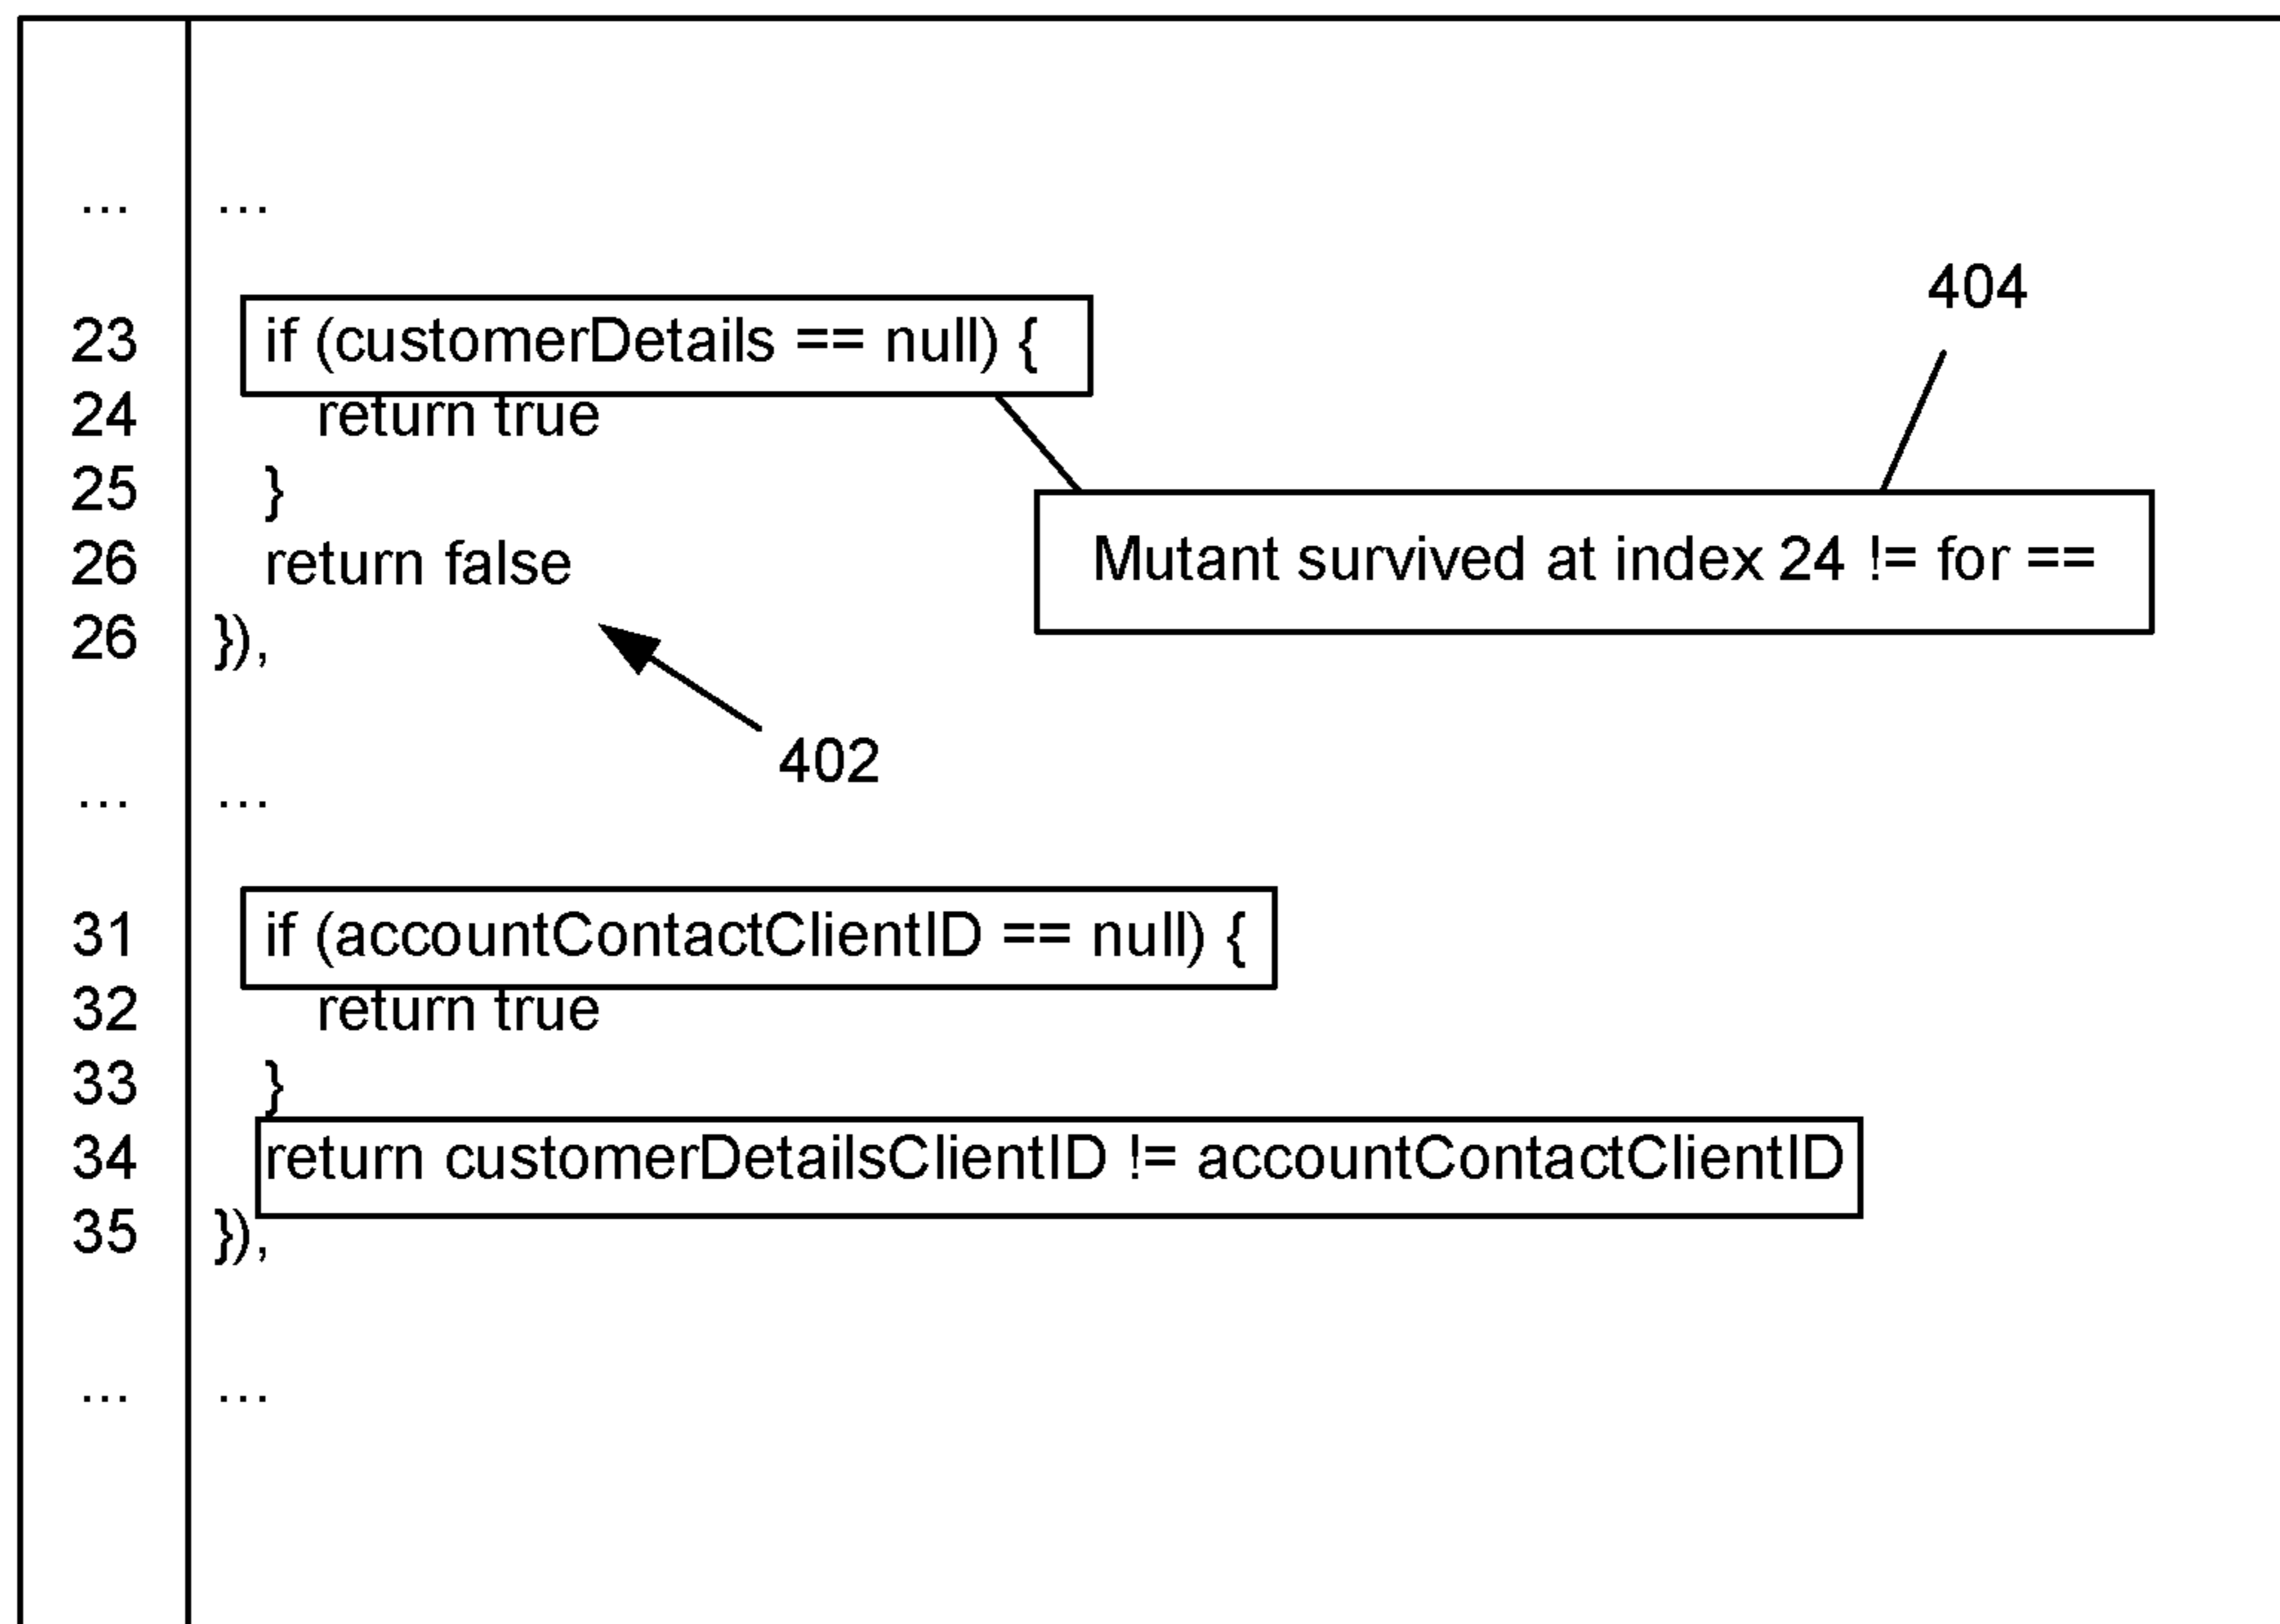 ... ...
404
23 if (customerDetails == null) {
24 return true
25 }
Mutant survived at index 24 != for ==
26 return false
26 }),
402
... ...
31 if (accountContactClientID == null) {
32 return true
33 }
34 return customerDetailsClientID != accountContactClientID
35 }),
... ...